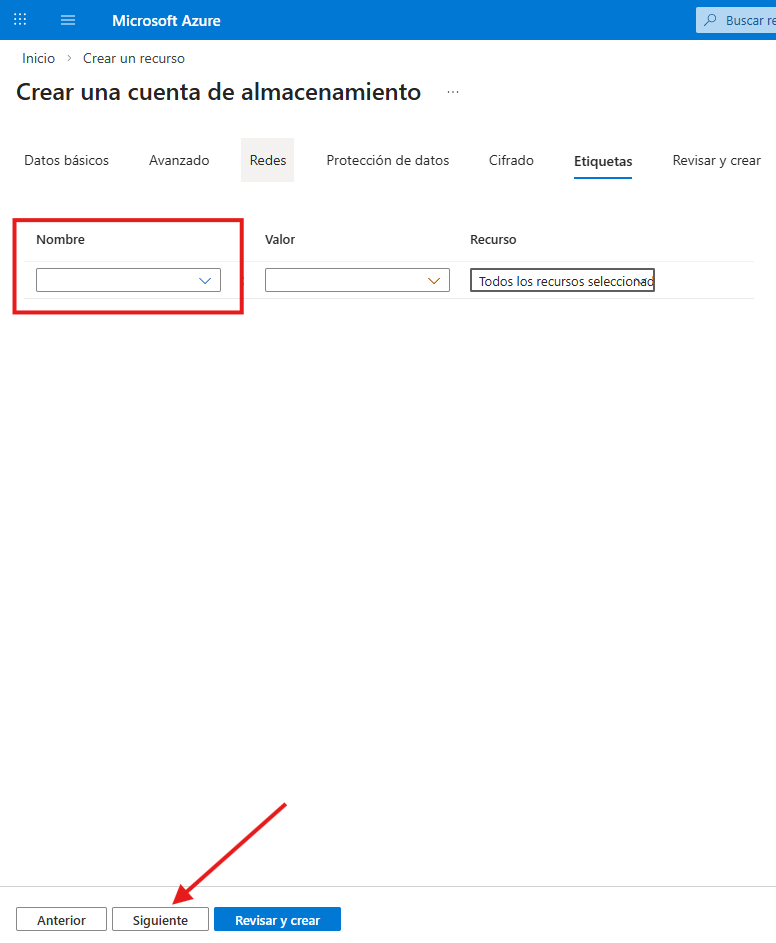 Microsoft Azure
Buscar re
Inicio > Crear un recurso
Crear una cuenta de almacenamiento ...
Datos básicos Avanzado Redes Protección de datos Cifrado Etiquetas Revisar y crear
Nombre Valor Recurso
Todos los recursos seleccionad
Anterior Siguiente Revisar y crear